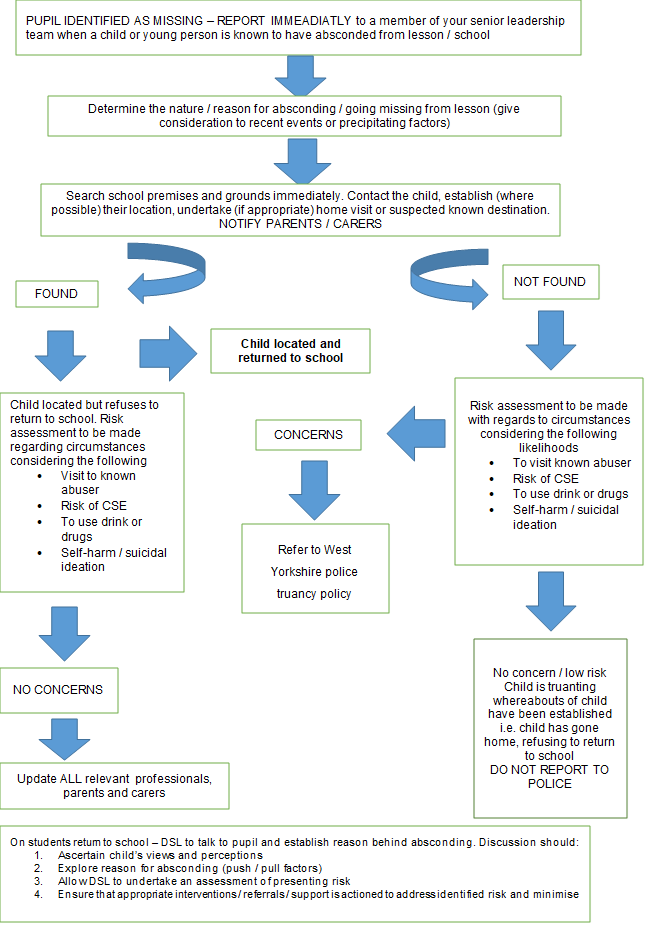 PUPIL IDENTIFIED AS MISSING – REPORT IMMEADIATLY to a member of your senior leadership
team when a child or young person is known to have absconded from lesson / school
Determine the nature / reason for absconding / going missing from lesson (give
consideration to recent events or precipitating factors)
Search school premises and grounds immediately. Contact the child, establish (where
possible) their location, undertake (if appropriate) home visit or suspected known destination.
NOTIFY PARENTS / CARERS
FOUND
NOT FOUND
Child located and
returned to school
Child located but refuses to
return to school. Risk
assessment to be made
regarding circumstances
considering the following
• Visit to known
abuser
• Risk of CSE
• To use drink or
drugs
• Self-harm / suicidal
ideation
CONCERNS
Risk assessment to be made
with regards to circumstances
considering the following
likelihoods
• To visit known abuser
• Risk of CSE
• To use drink or drugs
• Self-harm / suicidal
ideation
Refer to West
Yorkshire police
truancy policy
NO CONCERNS
No concern / low risk
Child is truanting
whereabouts of child
have been established
i.e. child has gone
home, refusing to return
to school
DO NOT REPORT TO
POLICE
Update ALL relevant professionals,
parents and carers
On students return to school – DSL to talk to pupil and establish reason behind absconding. Discussion should:
1. Ascertain child's views and perceptions
2. Explore reason for absconding (push / pull factors)
3. Allow DSL to undertake an assessment of presenting risk
4. Ensure that appropriate interventions / referrals / support is actioned to address identified risk and minimise